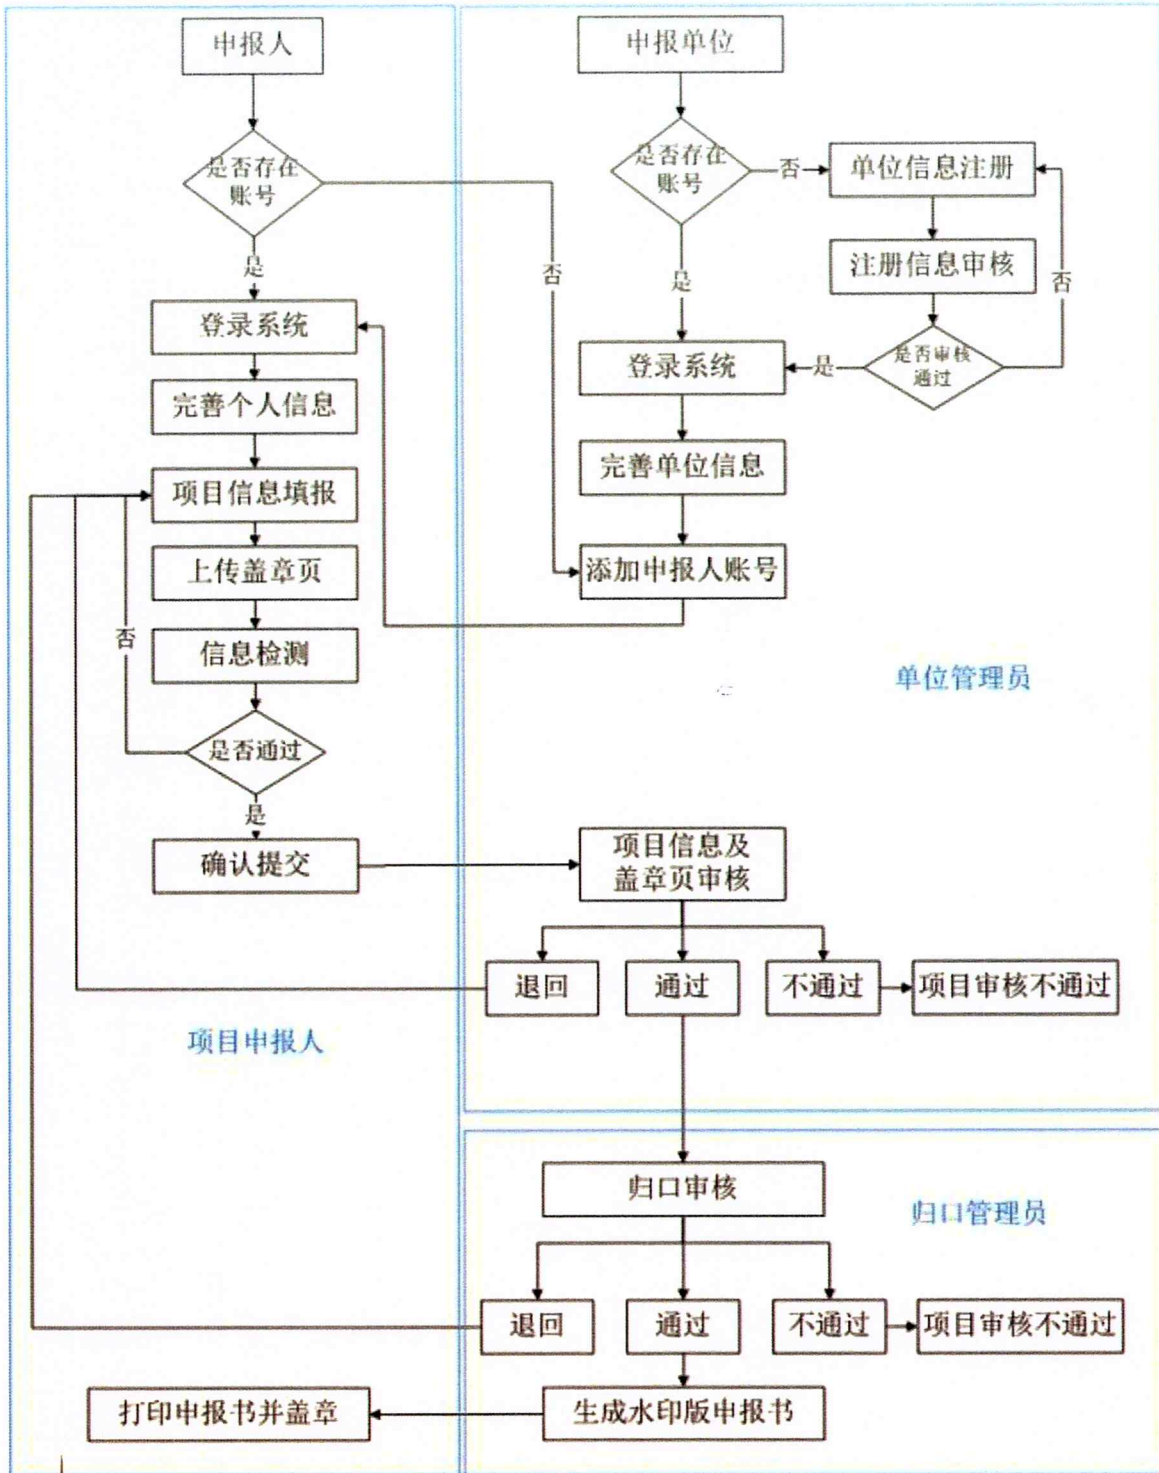 申报人
是否存在
账号
是
否
登录系统
完善个人信息
项目信息填报
上传盖章页
信息检测
否
是否通过
是
确认提交
项目申报人
申报单位
是否存在
账号
否
单位信息注册
注册信息审核
否
是
是否审核
通过
是
登录系统
完善单位信息
添加申报人账号
单位管理员
项目信息及
盖章页审核
退回
通过
不通过
项目审核不通过
归口审核
归口管理员
退回
通过
不通过
项目审核不通过
生成水印版申报书
打印申报书并盖章